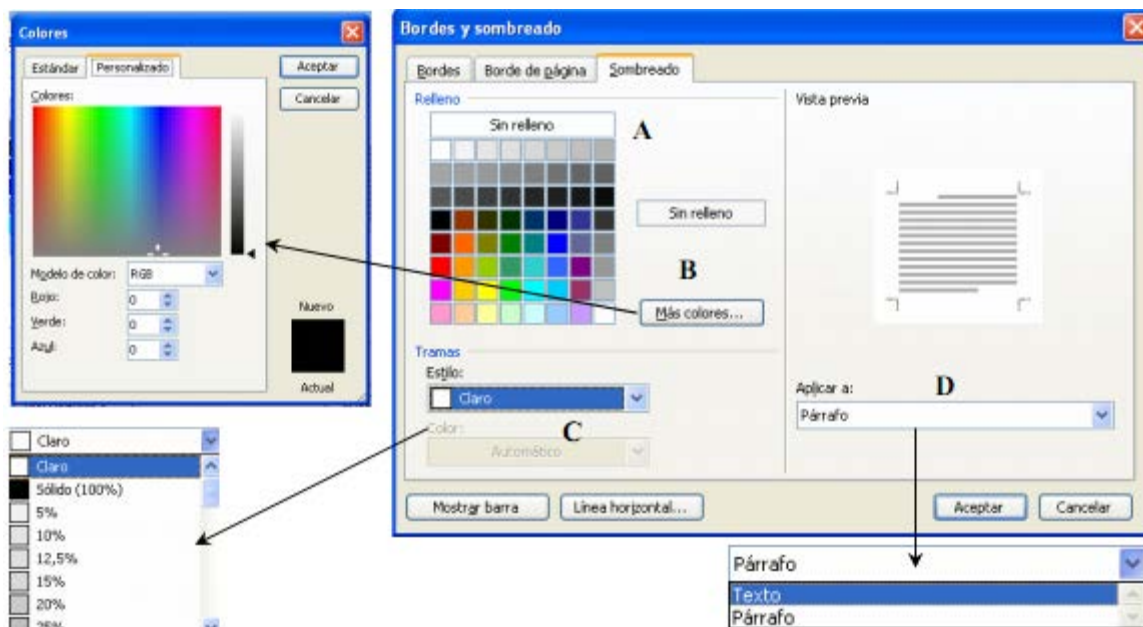 Colores
Estándar Personalizado
Aceptar
Cancelar
Colores:
Modelo de color: RGB
Rojo: 0
Verde: 0
Azul: 0
Nuevo
Actual
Bordes y sombreado
Bordes Borde de página Sombreado
Relleno
Sin relleno
A
Sin relleno
B
Más colores...
Tramas
Estilo:
Claro
Color:
C
Automático
Vista previa
Aplicar a:
D
Párrafo
Mostrar barra Línea horizontal...
Aceptar Cancelar
Claro
Claro
Sólido (100%)
5%
10%
12,5%
15%
20%
25%
Párrafo
Texto
Párrafo